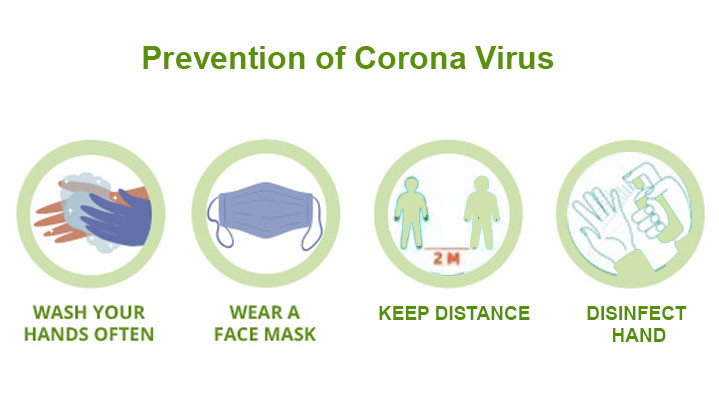 Prevention of Corona Virus
WASH YOUR
HANDS OFTEN
WEAR A
FACE MASK
2 M
KEEP DISTANCE
DISINFECT
HAND